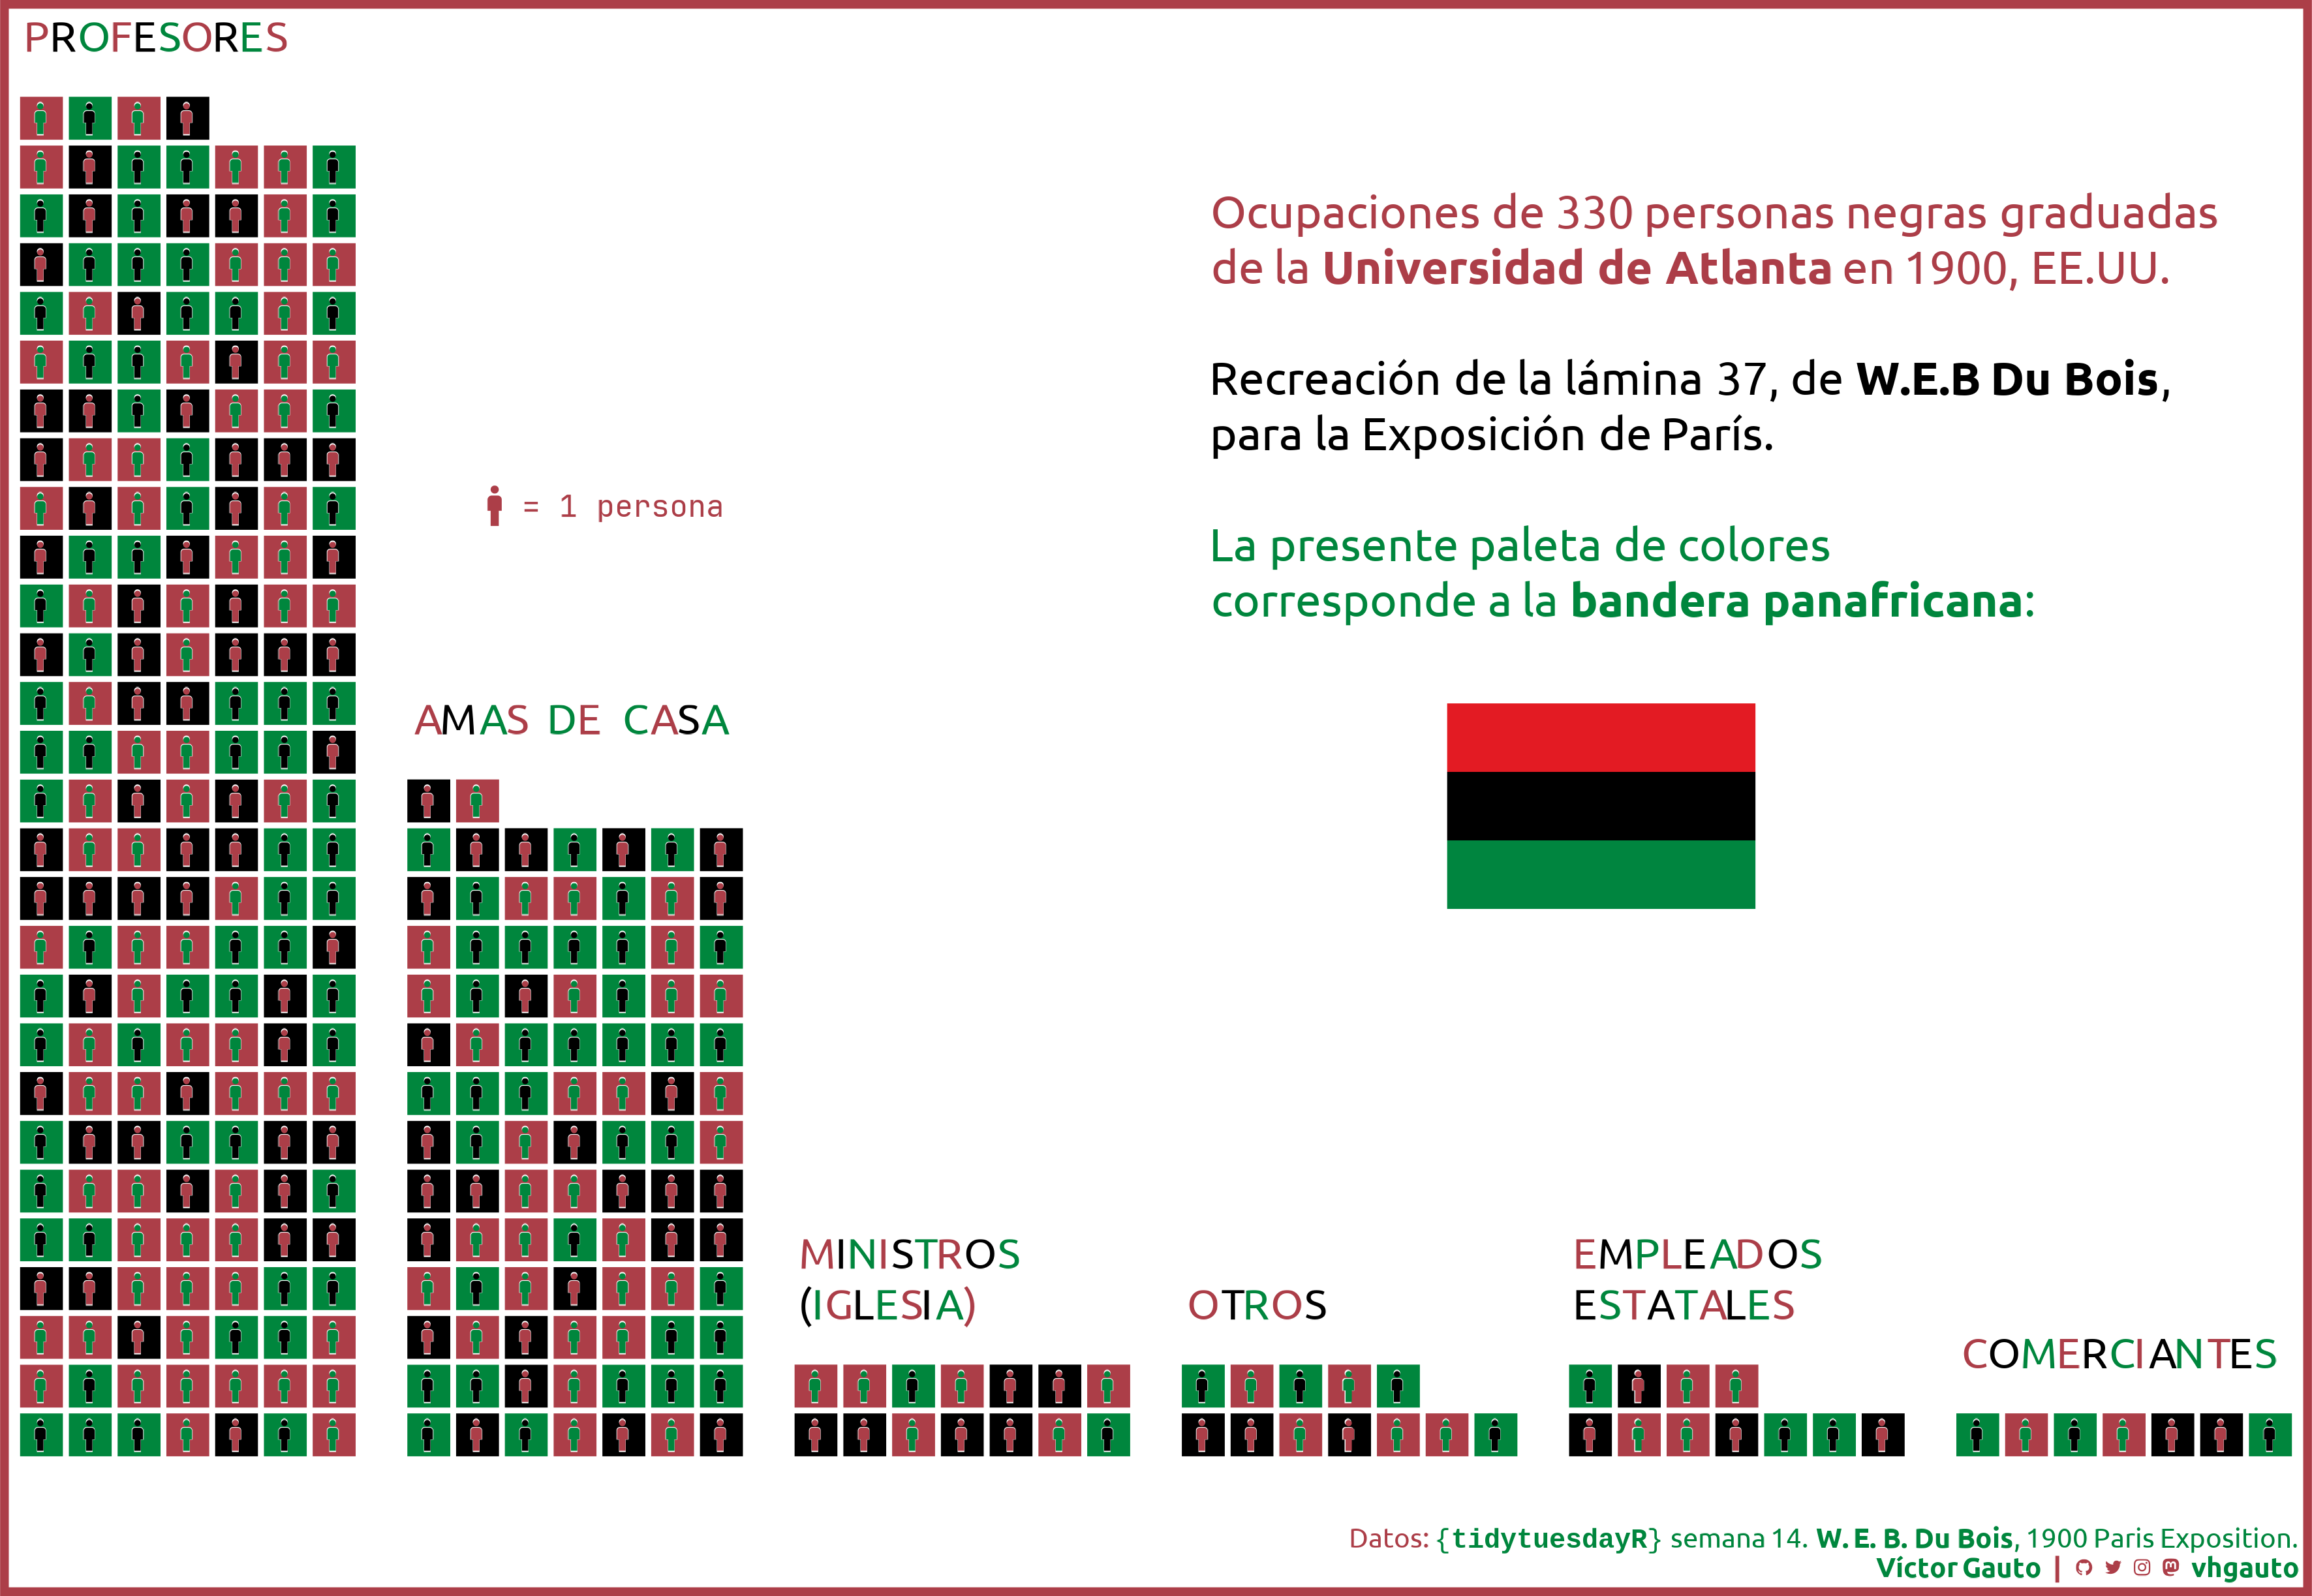 PROFESORES
Ocupaciones de 330 personas negras graduadas
de la Universidad de Atlanta en 1900, EE.UU.
Recreación de la lámina 37, de W.E.B Du Bois,
para la Exposición de París.
= 1 persona
La presente paleta de colores
corresponde a la bandera panafricana:
AMAS DE CASA
MINISTROS
(IGLESIA)
OTROS
EMPLEADOS
ESTATALES
COMERCIANTES
Datos: {tidytuesdayR} semana 14. W. E. B. Du Bois, 1900 Paris Exposition.
Víctor Gauto | vhgauto